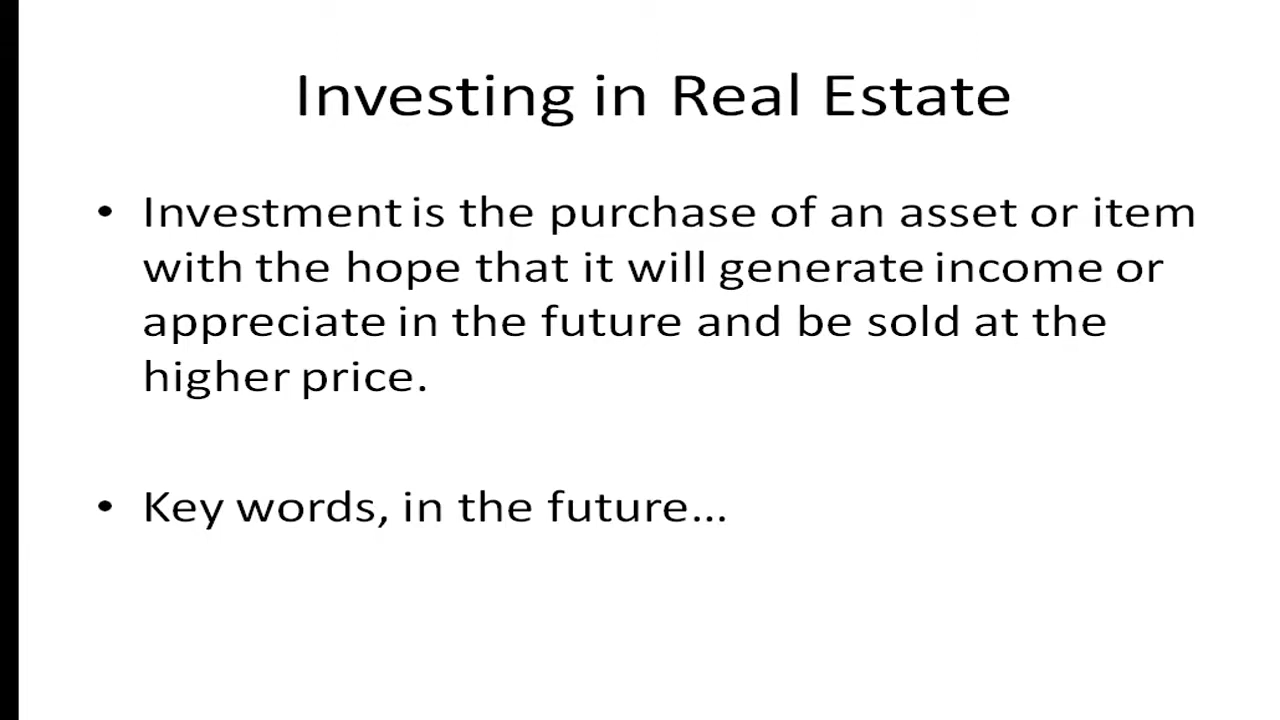 Investing in Real Estate
• Investment is the purchase of an asset or item
with the hope that it will generate income or
appreciate in the future and be sold at the
higher price.
• Key words, in the future…